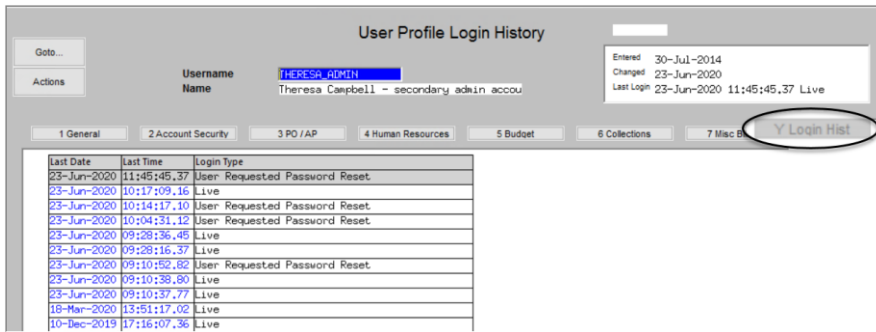 User Profile Login History
Goto...
Actions
Username THERESA_ADMIN
Name Theresa Campbell - secondary admin accou
Entered 30-Jul-2014
Changed 23-Jun-2020
Last Login 23-Jun-2020 11:45:45.37 Live
1 General 2 Account Security 3 PO / AP 4 Human Resources 5 Budget 6 Collections 7 Misc Y Login Hist
Last Date Last Time Login Type
23-Jun-2020 11:45:45.37 User Requested Password Reset
23-Jun-2020 10:17:09.16 Live
23-Jun-2020 10:14:17.10 User Requested Password Reset
23-Jun-2020 10:04:31.12 User Requested Password Reset
23-Jun-2020 09:28:36.45 Live
23-Jun-2020 09:28:16.37 Live
23-Jun-2020 09:10:52.82 User Requested Password Reset
23-Jun-2020 09:10:38.80 Live
23-Jun-2020 09:10:37.77 Live
18-Mar-2020 13:51:17.02 Live
10-Dec-2019 17:16:07.36 Live